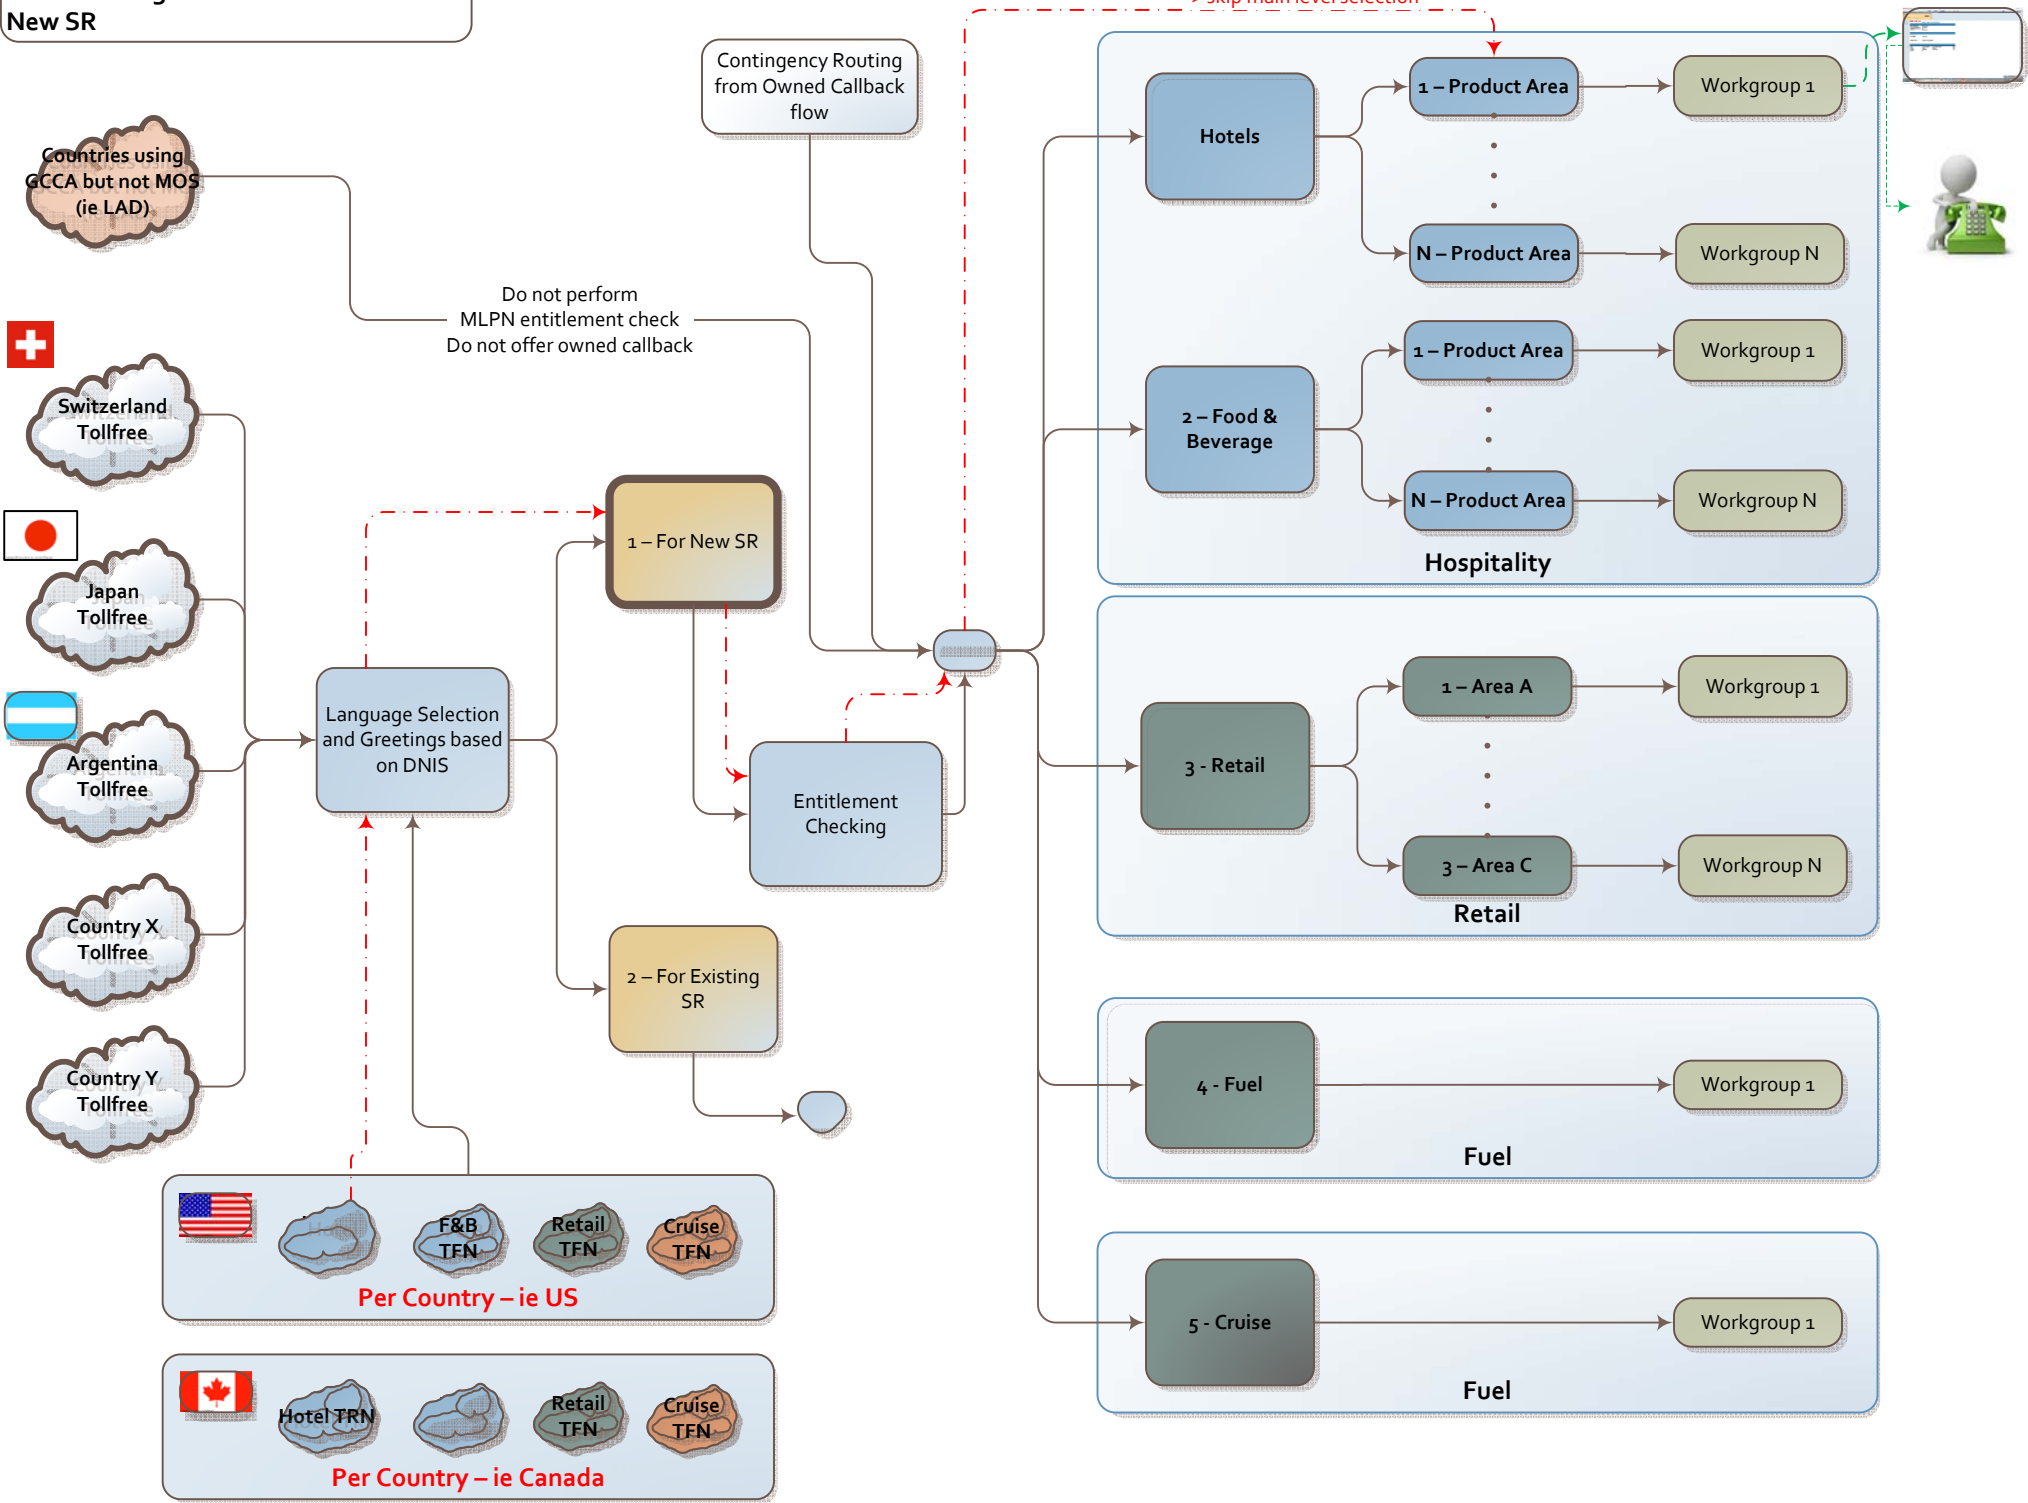 New SR
skip main level selection
Contingency Routing
from Owned Callback
flow
Countries using
GCCA but not MOS
(ie LAD)
Do not perform
MLPN entitlement check
Do not offer owned callback
Switzerland
Tollfree
Japan
Tollfree
Argentina
Tollfree
Country X
Tollfree
Country Y
Tollfree
Language Selection
and Greetings based
on DNIS
1 – For New SR
Entitlement
Checking
2 – For Existing
SR
F&B
TFN
Retail
TFN
Cruise
TFN
Per Country – ie US
Hotel TRN
Retail
TFN
Cruise
TFN
Per Country – ie Canada
Hotels
1 – Product Area
Workgroup 1
N – Product Area
Workgroup N
2 – Food &
Beverage
1 – Product Area
Workgroup 1
N – Product Area
Workgroup N
Hospitality
3 - Retail
1 – Area A
Workgroup 1
3 – Area C
Workgroup N
Retail
4 - Fuel
Workgroup 1
Fuel
5 - Cruise
Workgroup 1
Fuel